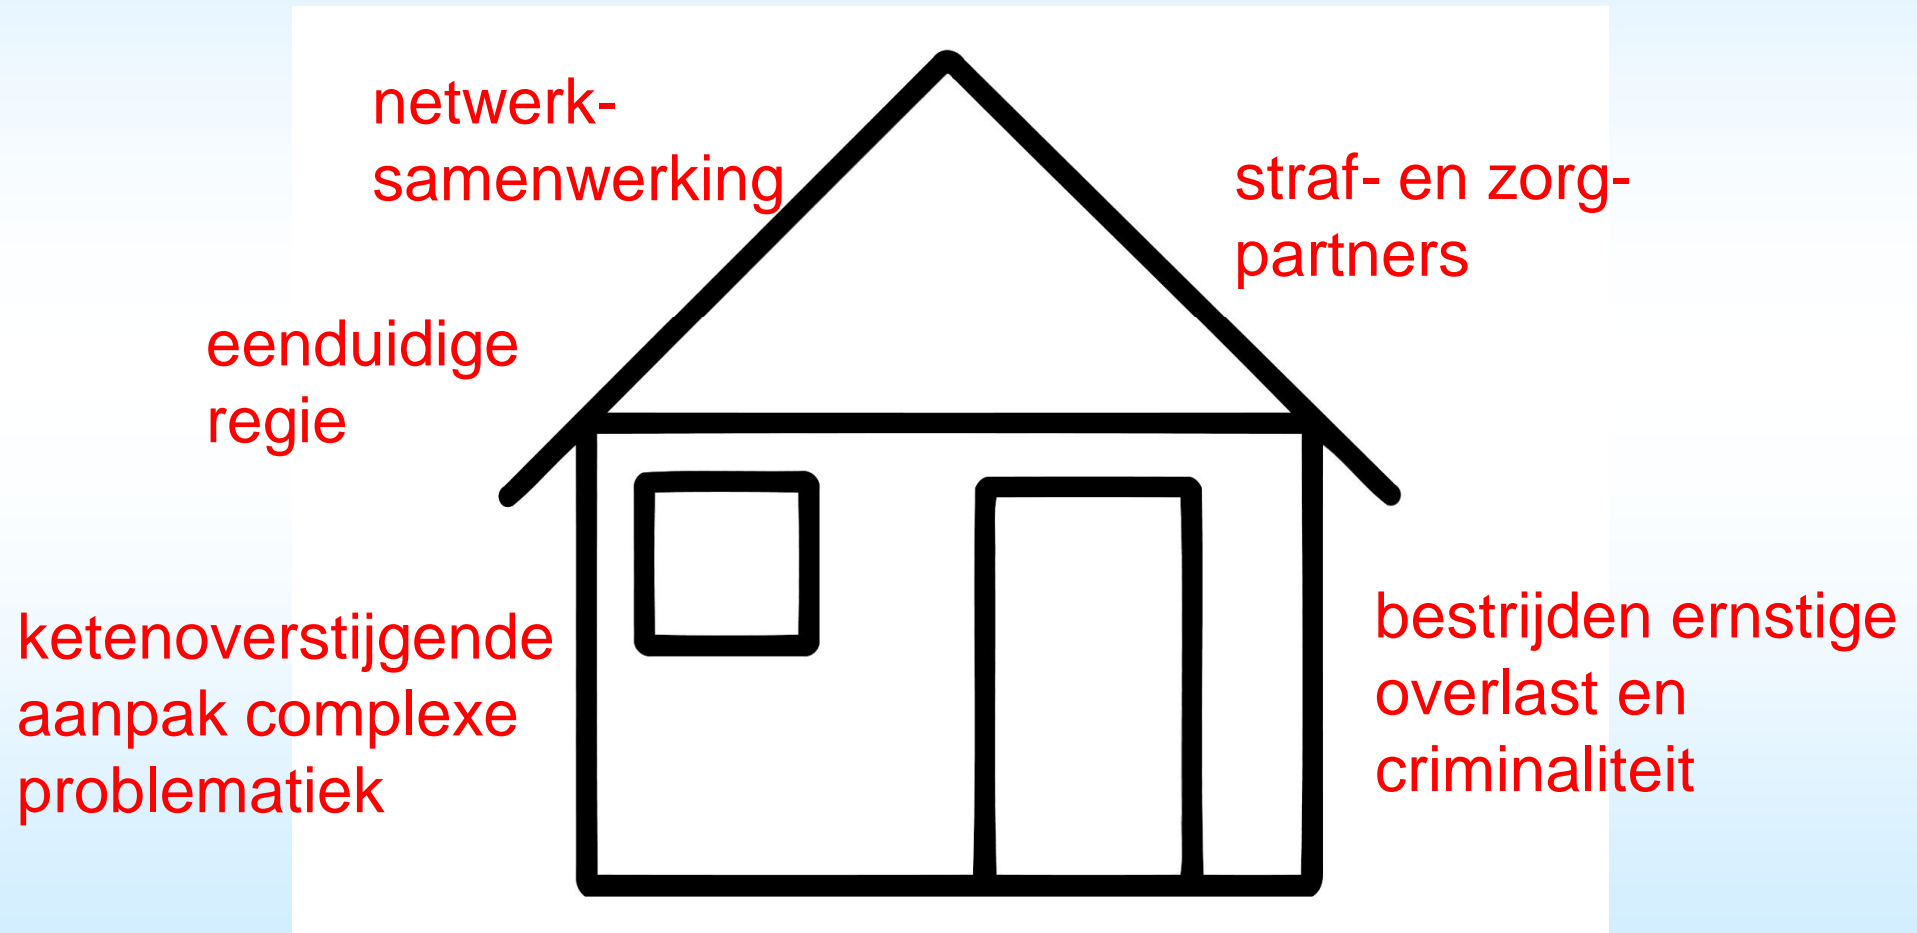 netwerk-
samenwerking
straf- en zorg-
partners
eenduidige
regie
ketenoverstijgende
aanpak complexe
problematiek
bestrijden ernstige
overlast en
criminaliteit